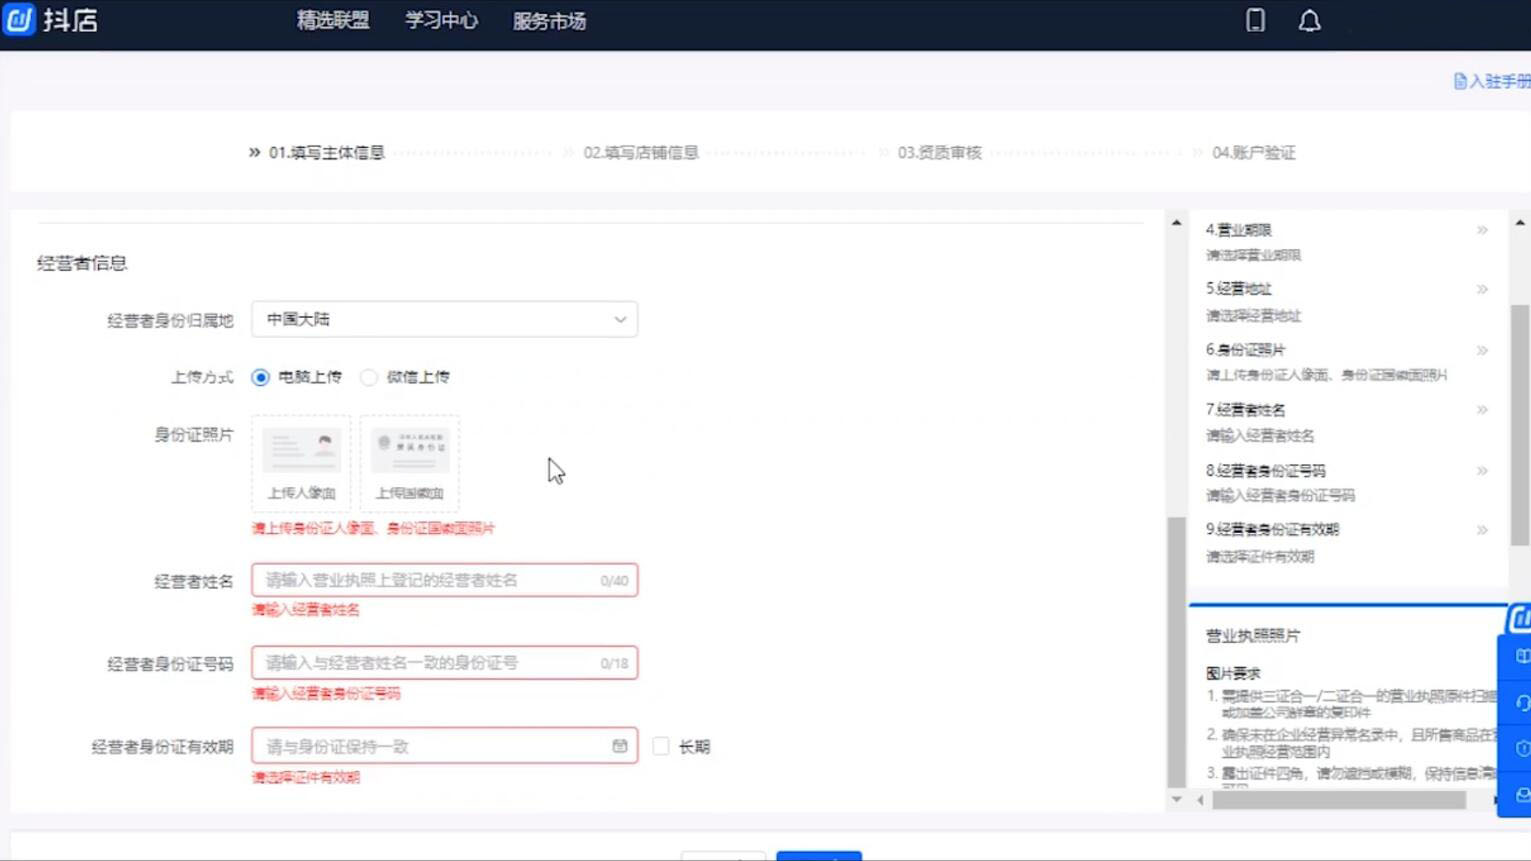 抖店
精选联盟
学习中心
服务市场
入驻手册
01.填写主体信息
02.填写店铺信息
03.资质审核
04.账户验证
经营者信息
经营者身份归属地
中国大陆
上传方式
电脑上传
微信上传
身份证照片
上传人像面
上传国徽面
请上传身份证人像面、身份证国徽面照片
经营者姓名
请输入营业执照上登记的经营者姓名
0/40
请输入经营者姓名
经营者身份证号码
请输入与经营者姓名一致的身份证号
0/18
请输入经营者身份证号码
经营者身份证有效期
请与身份证保持一致
长期
请选择证件有效期
4.营业期限
请选择营业期限
5.经营地址
请选择经营地址
6.身份证照片
请上传身份证人像面、身份证国徽面照片
7.经营者姓名
请输入经营者姓名
8.经营者身份证号码
请输入经营者身份证号码
9.经营者身份证有效期
请选择证件有效期
营业执照照片
图片要求
1. 需提供三证合一/二证合一的营业执照原件扫描
或加盖公司鲜章的复印件
2. 确保未在企业经营异常名录中，且所售商品在营
业执照经营范围内
3. 露出证件四角，请勿遮挡或模糊，保持信息清晰